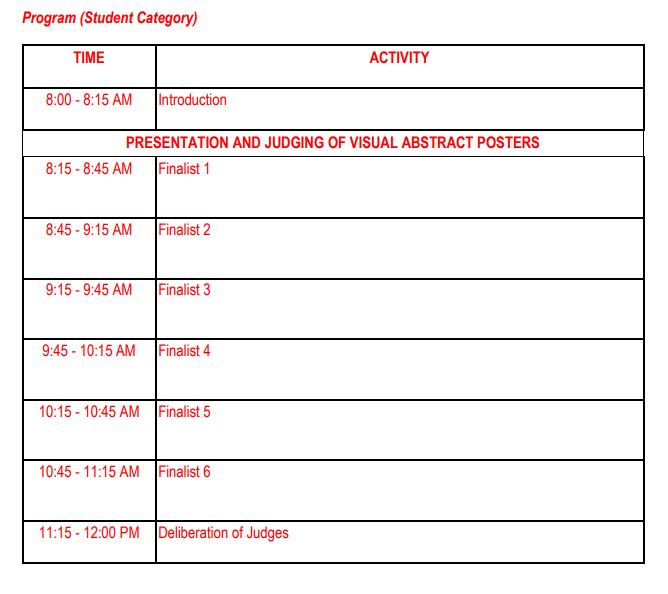 Program (Student Category)
TIME ACTIVITY
8:00 - 8:15 AM Introduction
PRESENTATION AND JUDGING OF VISUAL ABSTRACT POSTERS
8:15 - 8:45 AM Finalist 1
8:45 - 9:15 AM Finalist 2
9:15 - 9:45 AM Finalist 3
9:45 - 10:15 AM Finalist 4
10:15 - 10:45 AM Finalist 5
10:45 - 11:15 AM Finalist 6
11:15 - 12:00 PM Deliberation of Judges